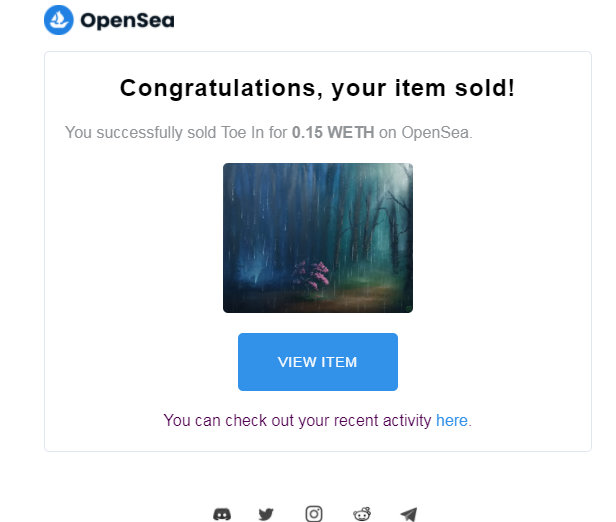 OpenSea
Congratulations, your item sold!
You successfully sold Toe In for 0.15 WETH on OpenSea.
VIEW ITEM
You can check out your recent activity here.